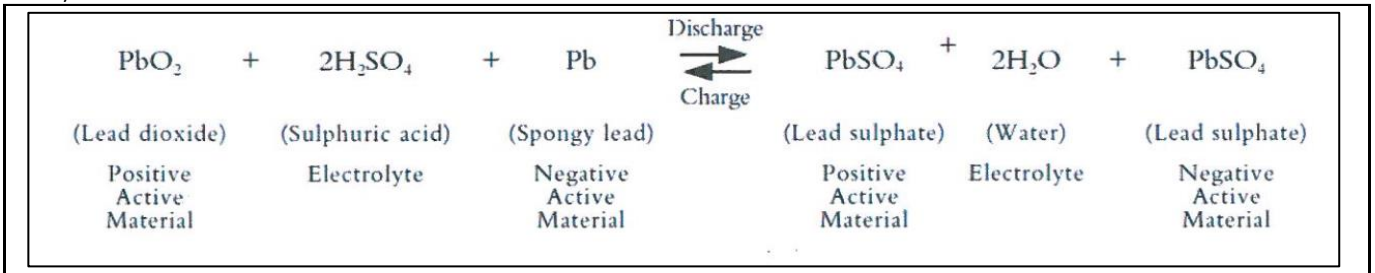 Discharge
PbO₂ + 2H₂SO₄ + Pb PbSO₄ + 2H₂O + PbSO₄
Charge
(Lead dioxide) (Sulphuric acid) (Spongy lead) (Lead sulphate) (Water) (Lead sulphate)
Positive Electrolyte Negative Positive Electrolyte Negative
Active Active Active Active
Material Material Material Material